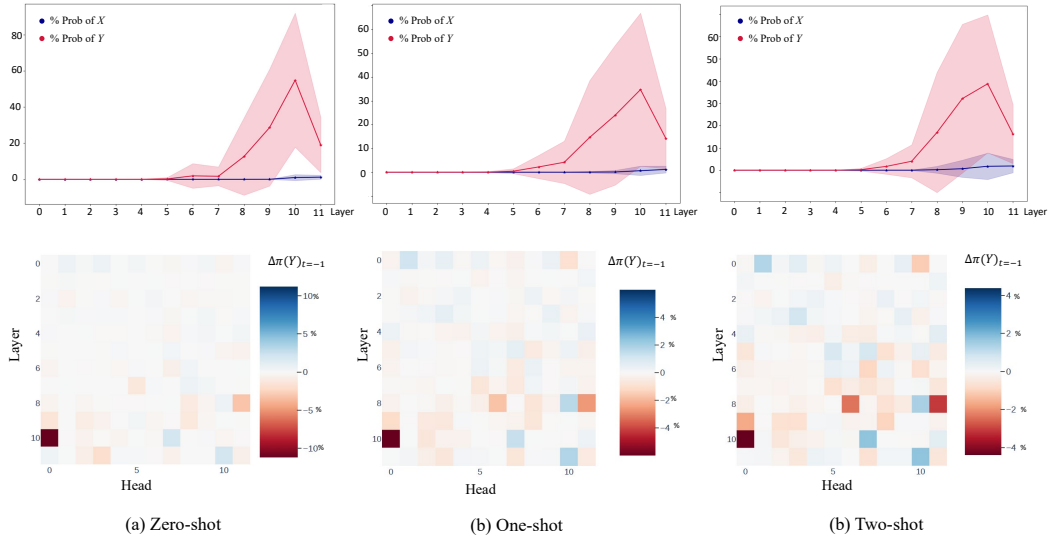 % Prob of X
% Prob of Y
80
60
40
20
0
0 1 2 3 4 5 6 7 8 9 10 11 Layer
% Prob of X
% Prob of Y
60
50
40
30
20
10
0
0 1 2 3 4 5 6 7 8 9 10 11 Layer
% Prob of X
% Prob of Y
70
60
50
40
30
20
10
0
0 1 2 3 4 5 6 7 8 9 10 11 Layer
Δπ(Y)t=−1
Layer
0
2
4
6
8
10
0 5 10
Head
10%
5 %
0
−5 %
−10%
(a) Zero-shot
Δπ(Y)t=−1
Layer
0
2
4
6
8
10
0 5 10
Head
4 %
2 %
0
−2 %
−4 %
(b) One-shot
Δπ(Y)t=−1
Layer
0
2
4
6
8
10
0 5 10
Head
4 %
2 %
0
−2 %
−4 %
(b) Two-shot